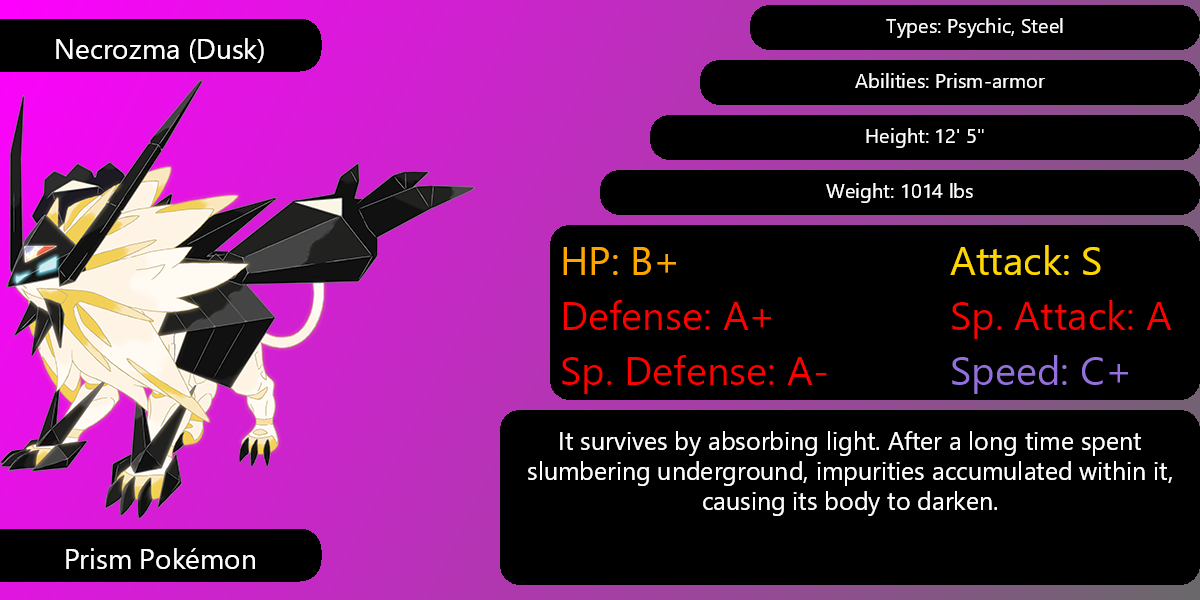 Necrozma (Dusk)
Types: Psychic, Steel
Abilities: Prism-armor
Height: 12' 5"
Weight: 1014 lbs
HP: B+
Attack: S
Defense: A+
Sp. Attack: A
Sp. Defense: A-
Speed: C+
It survives by absorbing light. After a long time spent
slumbering underground, impurities accumulated within it,
causing its body to darken.
Prism Pokémon